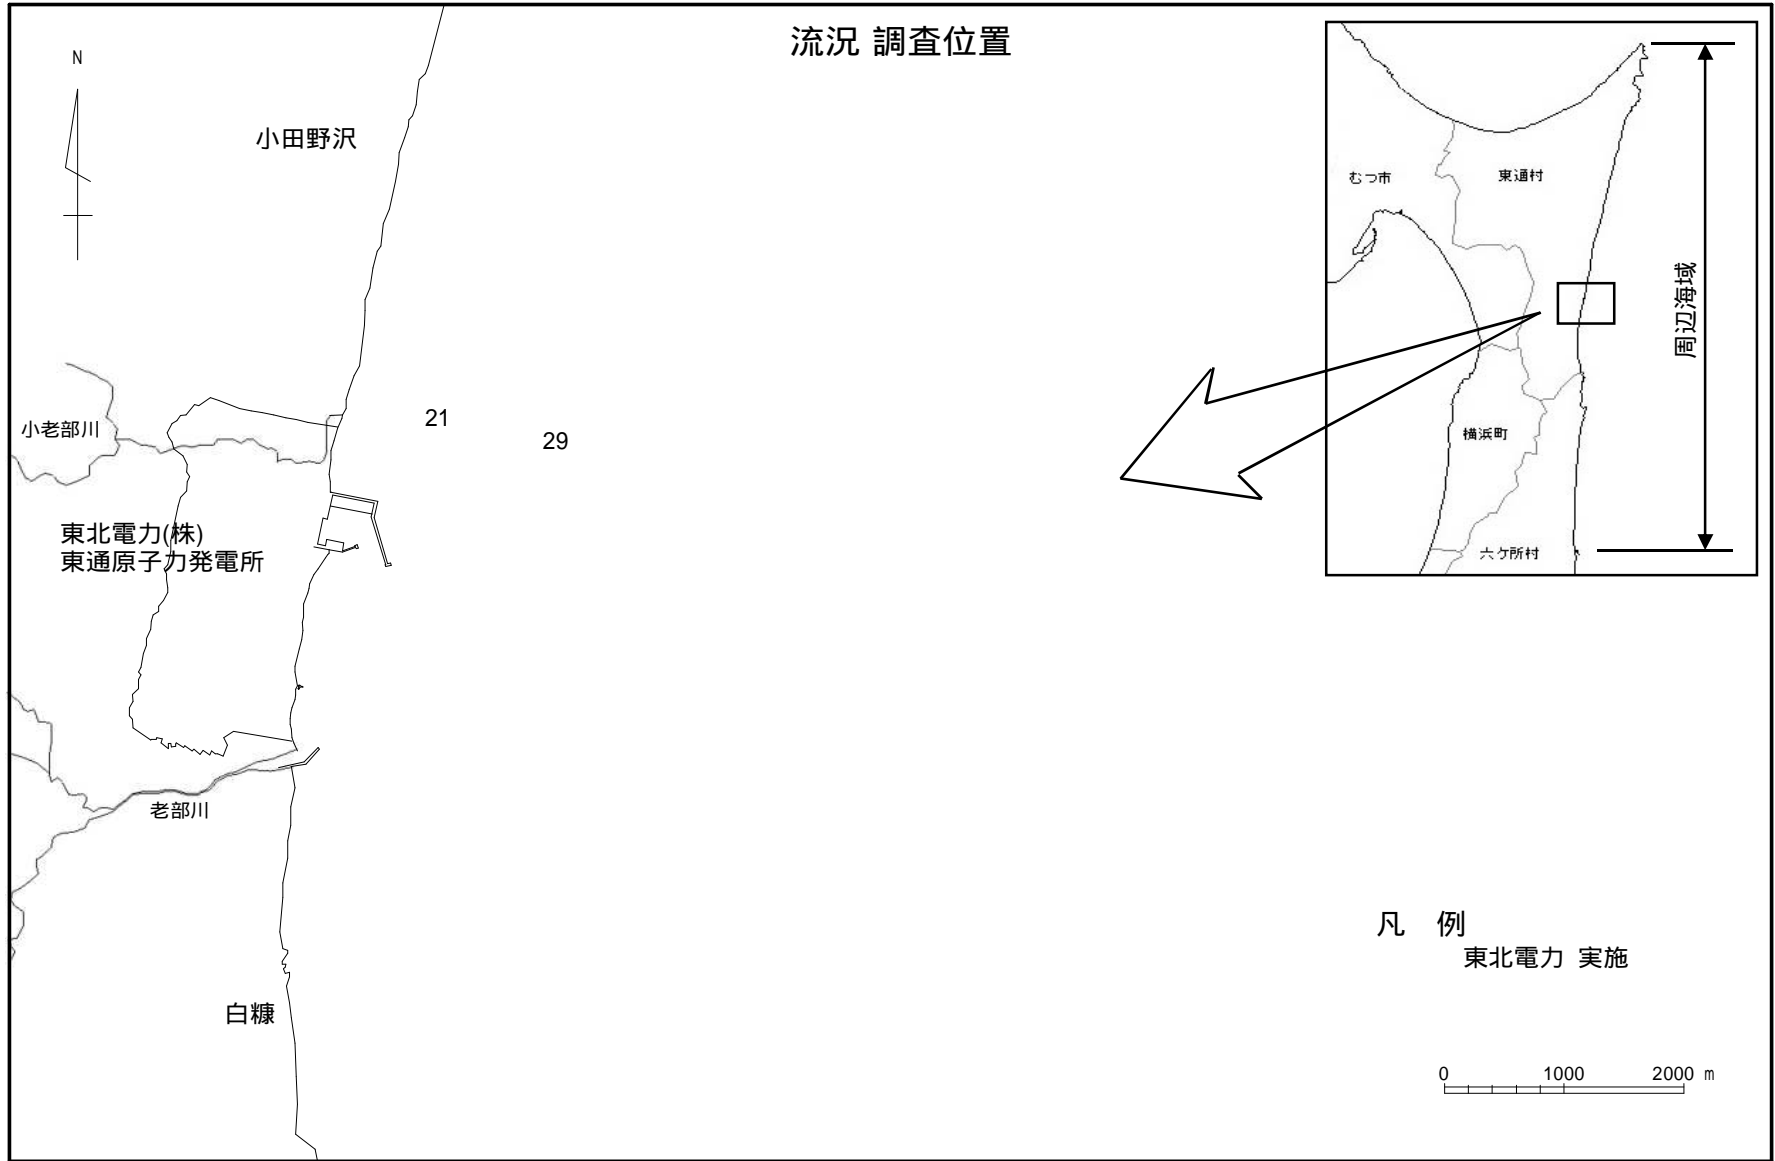 流況 調査位置
N
小田野沢
むつ市
東通村
周辺海域
横浜町
六ケ所村
21
29
小老部川
東北電力(株)
東通原子力発電所
老部川
白糠
凡 例
東北電力 実施
0 1000 2000 m